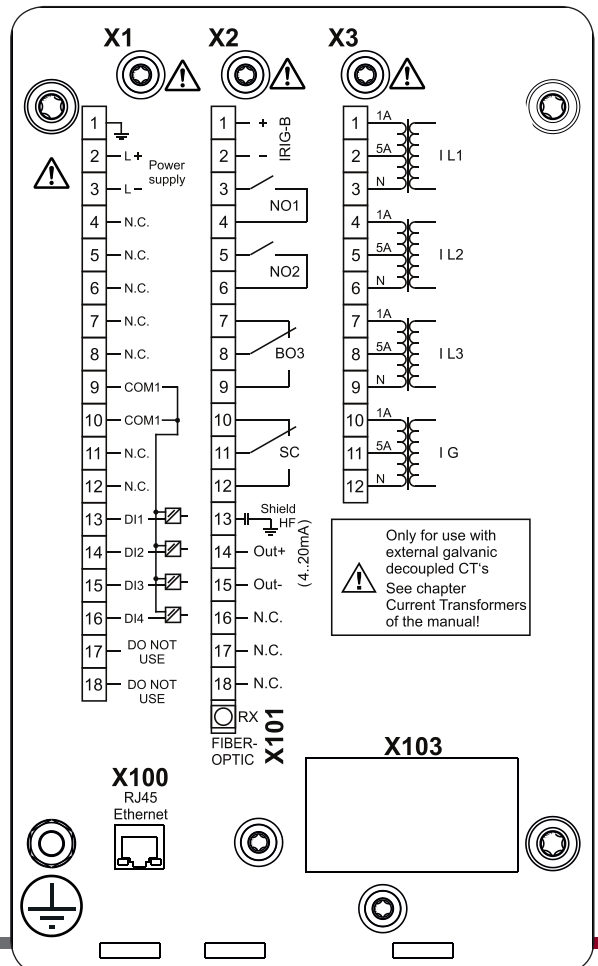 X1
1
2 L+ Power
supply
3 L-
4 N.C.
5 N.C.
6 N.C.
7 N.C.
8 N.C.
9 COM1
10 COM1
11 N.C.
12 N.C.
13 DI1
14 DI2
15 DI3
16 DI4
17 DO NOT
USE
18 DO NOT
USE
X2
1 +
2 -
IRIG-B
3
NO1
4
5
NO2
6
7
8 BO3
9
10
11 SC
12
13 Shield
HF
14 Out+
15 Out-
(4..20mA)
16 N.C.
17 N.C.
18 N.C.
RX
FIBER-
OPTIC
X101
X3
1 1A
2 5A I L1
3 N
4 1A
5 5A I L2
6 N
7 1A
8 5A I L3
9 N
10 1A
11 5A I G
12 N
Only for use with
external galvanic
decoupled CT's
See chapter
Current Transformers
of the manual!
X100
RJ45
Ethernet
X103